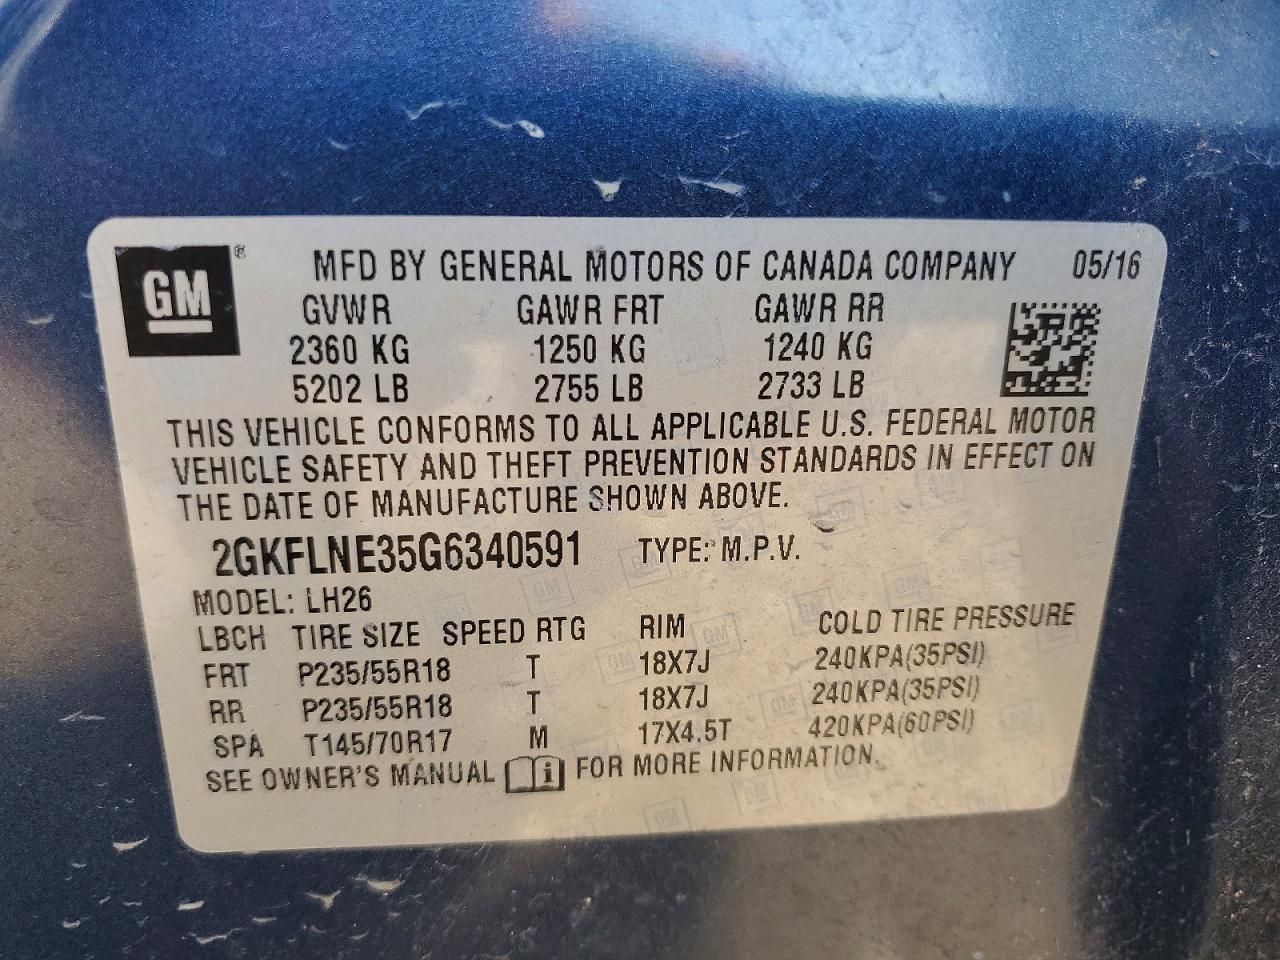 GM ® MFD BY GENERAL MOTORS OF CANADA COMPANY 05/16
GVWR GAWR FRT GAWR RR
2360 KG 1250 KG 1240 KG
5202 LB 2755 LB 2733 LB
THIS VEHICLE CONFORMS TO ALL APPLICABLE U.S. FEDERAL MOTOR
VEHICLE SAFETY AND THEFT PREVENTION STANDARDS IN EFFECT ON
THE DATE OF MANUFACTURE SHOWN ABOVE.
2GKFLNE35G6340591 TYPE: M.P.V.
MODEL: LH26
LBCH TIRE SIZE SPEED RTG RIM COLD TIRE PRESSURE
FRT P235/55R18 T 18X7J 240KPA(35PSI)
RR P235/55R18 T 18X7J 240KPA(35PSI)
SPA T145/70R17 M 17X4.5T 420KPA(60PSI)
SEE OWNER'S MANUAL i FOR MORE INFORMATION.